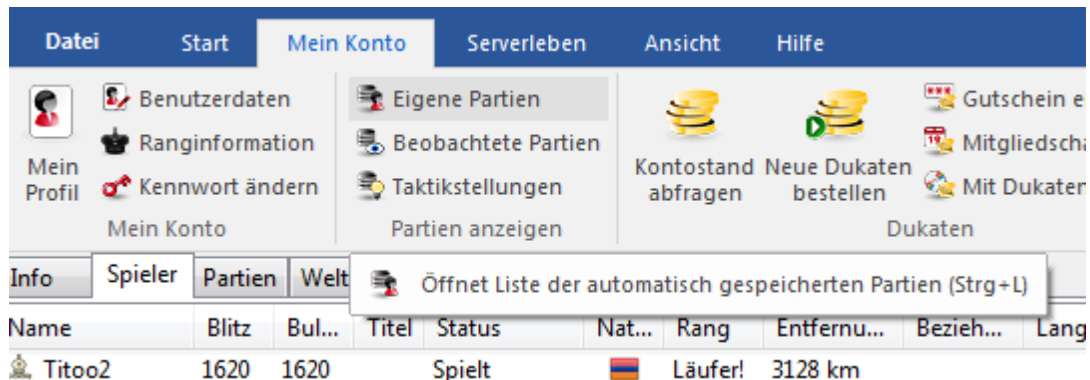 Datei Start Mein Konto Serverleben Ansicht Hilfe
Benutzerdaten Eigene Partien Gutschein e
Ranginformation Beobachtete Partien Mitgliedscha
Mein Profil Kennwort ändern Taktikstellungen Kontostand abfragen Neue Dukaten bestellen Mit Dukaten
Mein Konto Partien anzeigen Dukaten
Info Spieler Partien Welt Öffnet Liste der automatisch gespeicherten Partien (Strg+L)
Name Blitz Bul... Titel Status Nat... Rang Entfernu... Bezieh... Lang
Titoo2 1620 1620 Spielt Läufer! 3128 km